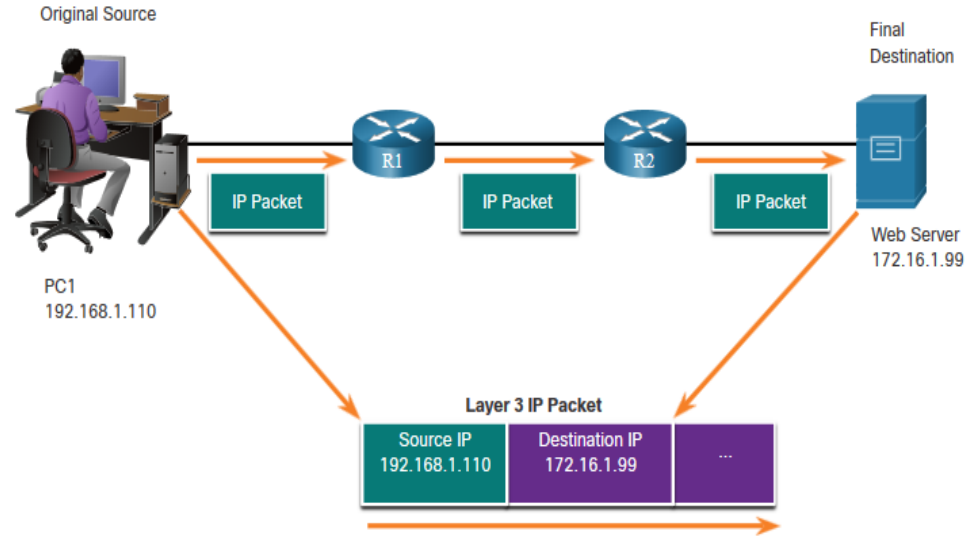 Original Source
Final
Destination
R1
R2
IP Packet
IP Packet
IP Packet
Web Server
172.16.1.99
PC1
192.168.1.110
Layer 3 IP Packet
Source IP
192.168.1.110
Destination IP
172.16.1.99
...